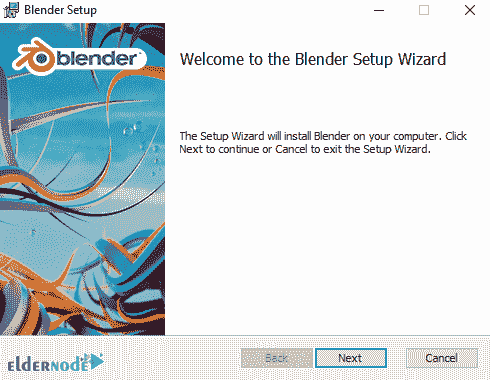 Blender Setup
blender
Welcome to the Blender Setup Wizard
The Setup Wizard will install Blender on your computer. Click
Next to continue or Cancel to exit the Setup Wizard.
eldernode
Back
Next
Cancel